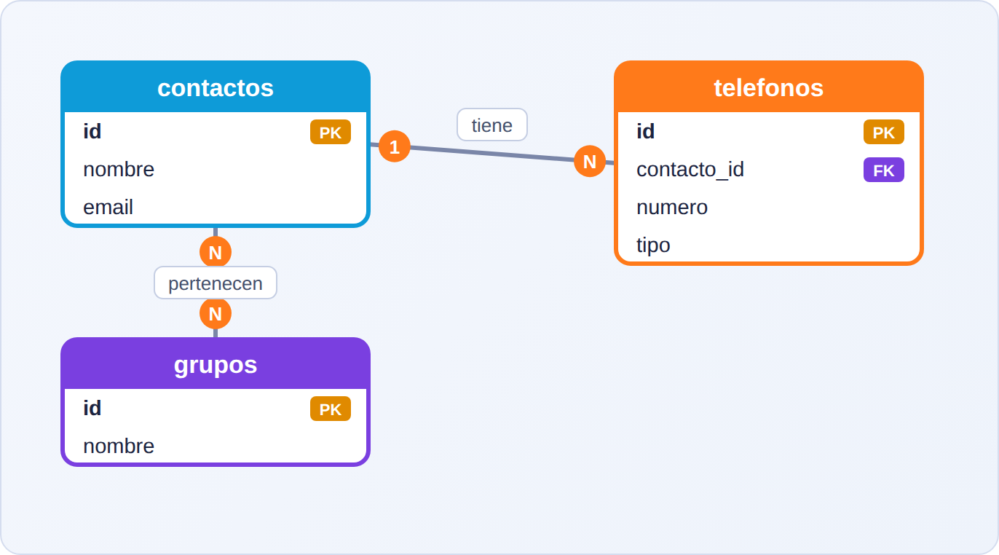 contactos
id PK
nombre
email
1
tiene
N
telefonos
id PK
contacto_id FK
numero
tipo
N
pertenecen
N
grupos
id PK
nombre